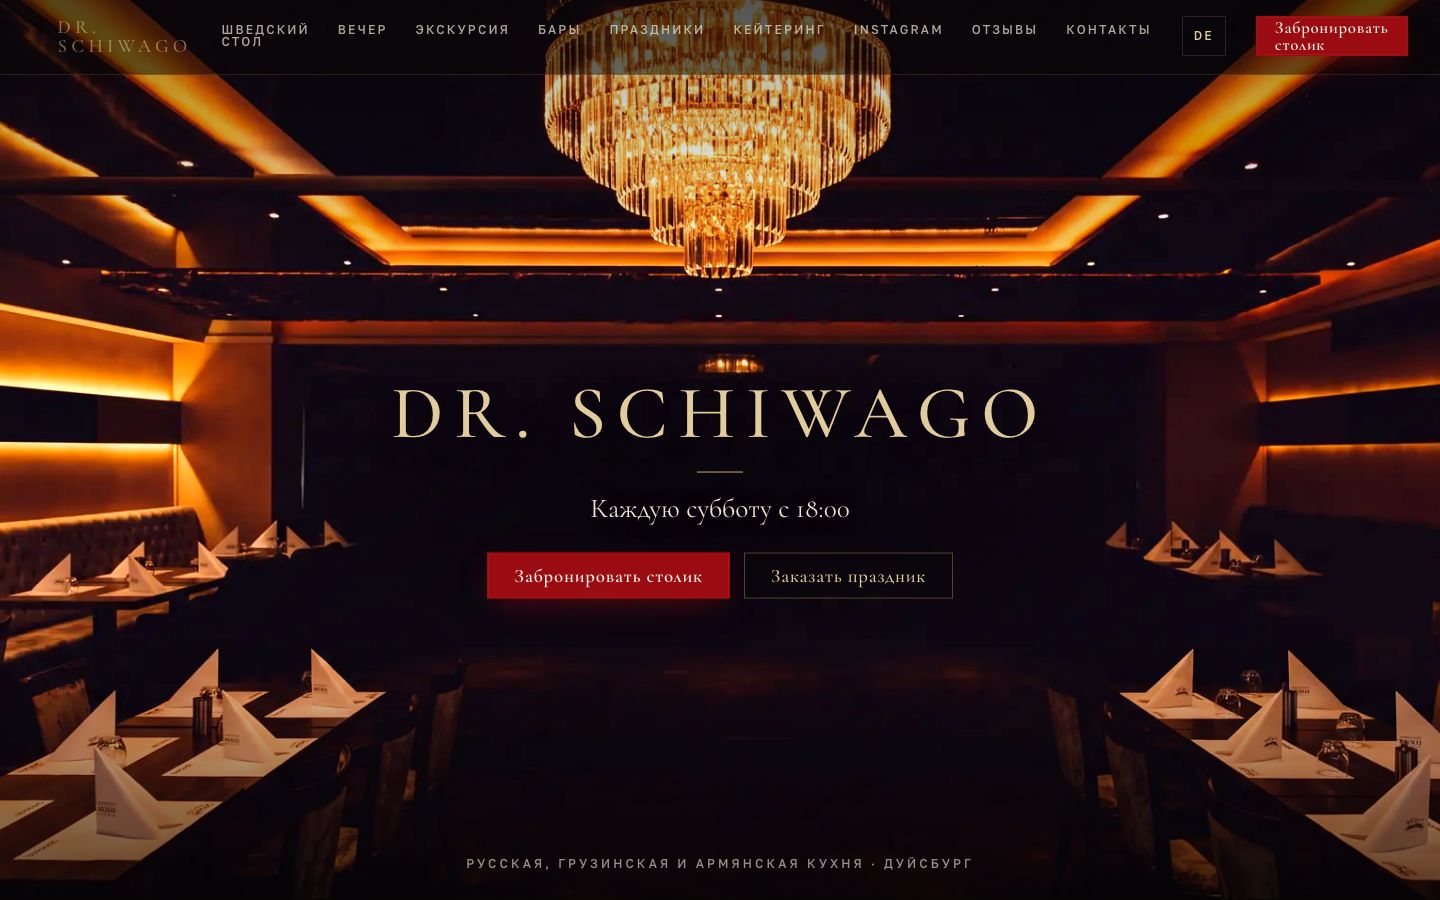 DR.
SCHIWAGO
ШВЕДСКИЙ
СТОЛ
ВЕЧЕР
ЭКСКУРСИЯ
БАРЫ
ПРАЗДНИКИ
КЕЙТЕРИНГ
INSTAGRAM
ОТЗЫВЫ
КОНТАКТЫ
DE
Забронировать
столик
DR. SCHIWAGO
Каждую субботу с 18:00
Забронировать столик
Заказать праздник
РУССКАЯ, ГРУЗИНСКАЯ И АРМЯНСКАЯ КУХНЯ · ДУЙСБУРГ